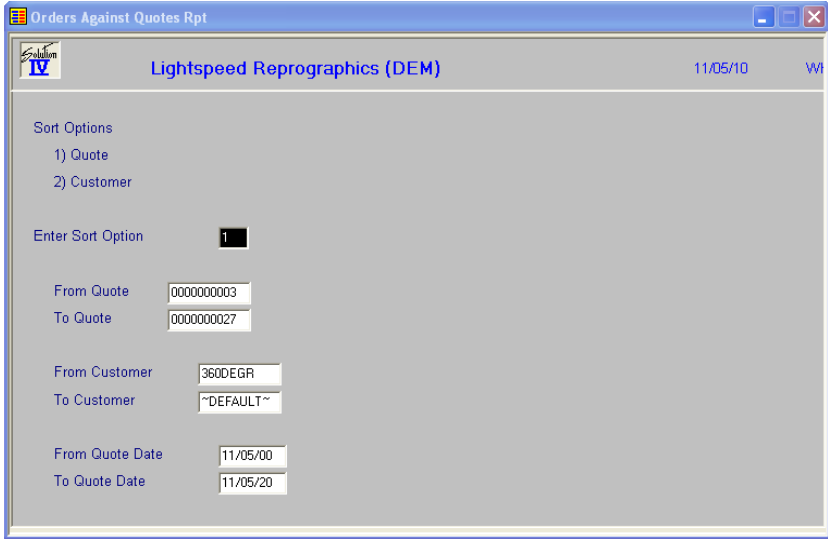 Orders Against Quotes Rpt
Solution
IV
Lightspeed Reprographics (DEM) 11/05/10 WH
Sort Options
1) Quote
2) Customer
Enter Sort Option 1
From Quote 0000000003
To Quote 0000000027
From Customer 360DEGR
To Customer ~DEFAULT~
From Quote Date 11/05/00
To Quote Date 11/05/20